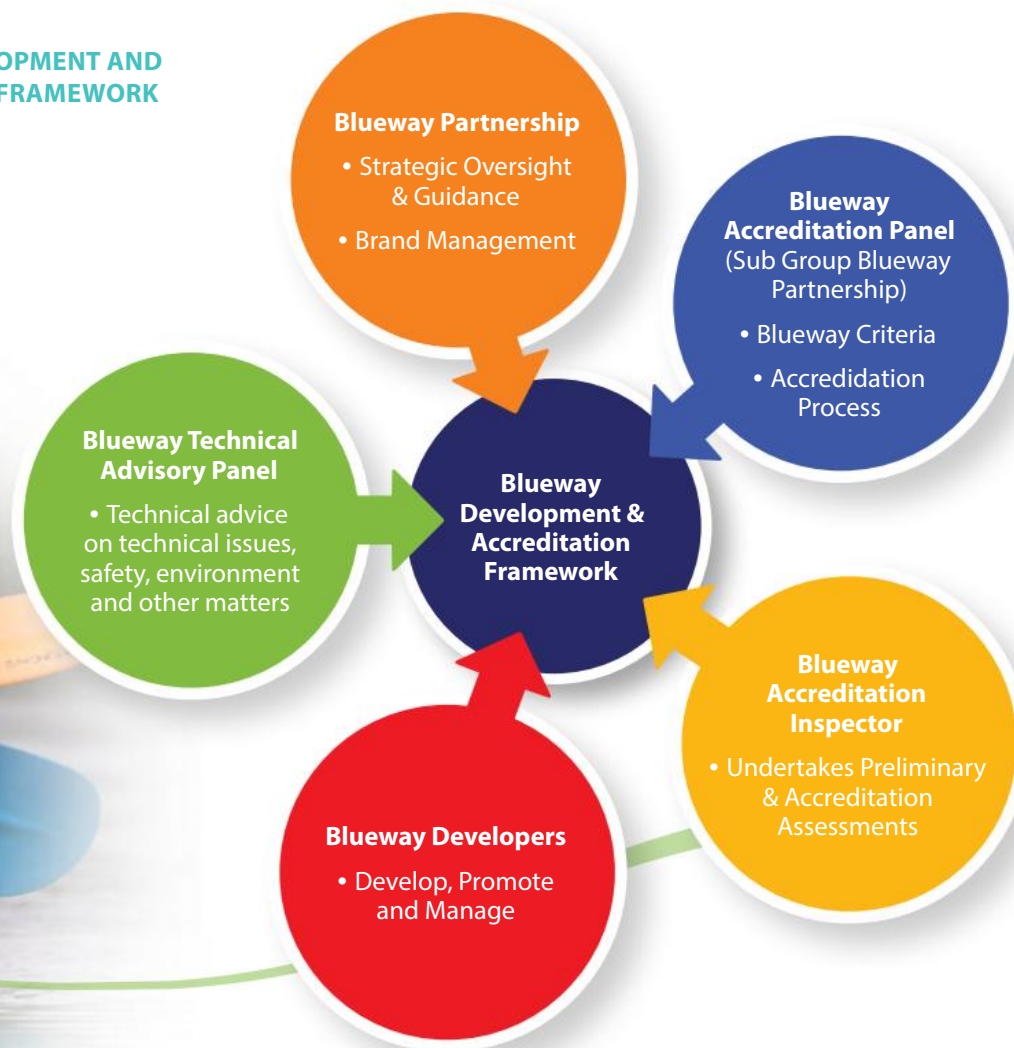 OPMENT AND
FRAMEWORK
Blueway Partnership
• Strategic Oversight
& Guidance
• Brand Management
Blueway
Accreditation Panel
(Sub Group Blueway
Partnership)
• Blueway Criteria
• Accredidation
Process
Blueway Technical
Advisory Panel
• Technical advice
on technical issues,
safety, environment
and other matters
Blueway
Development &
Accreditation
Framework
Blueway
Accreditation
Inspector
• Undertakes Preliminary
& Accreditation
Assessments
Blueway Developers
• Develop, Promote
and Manage